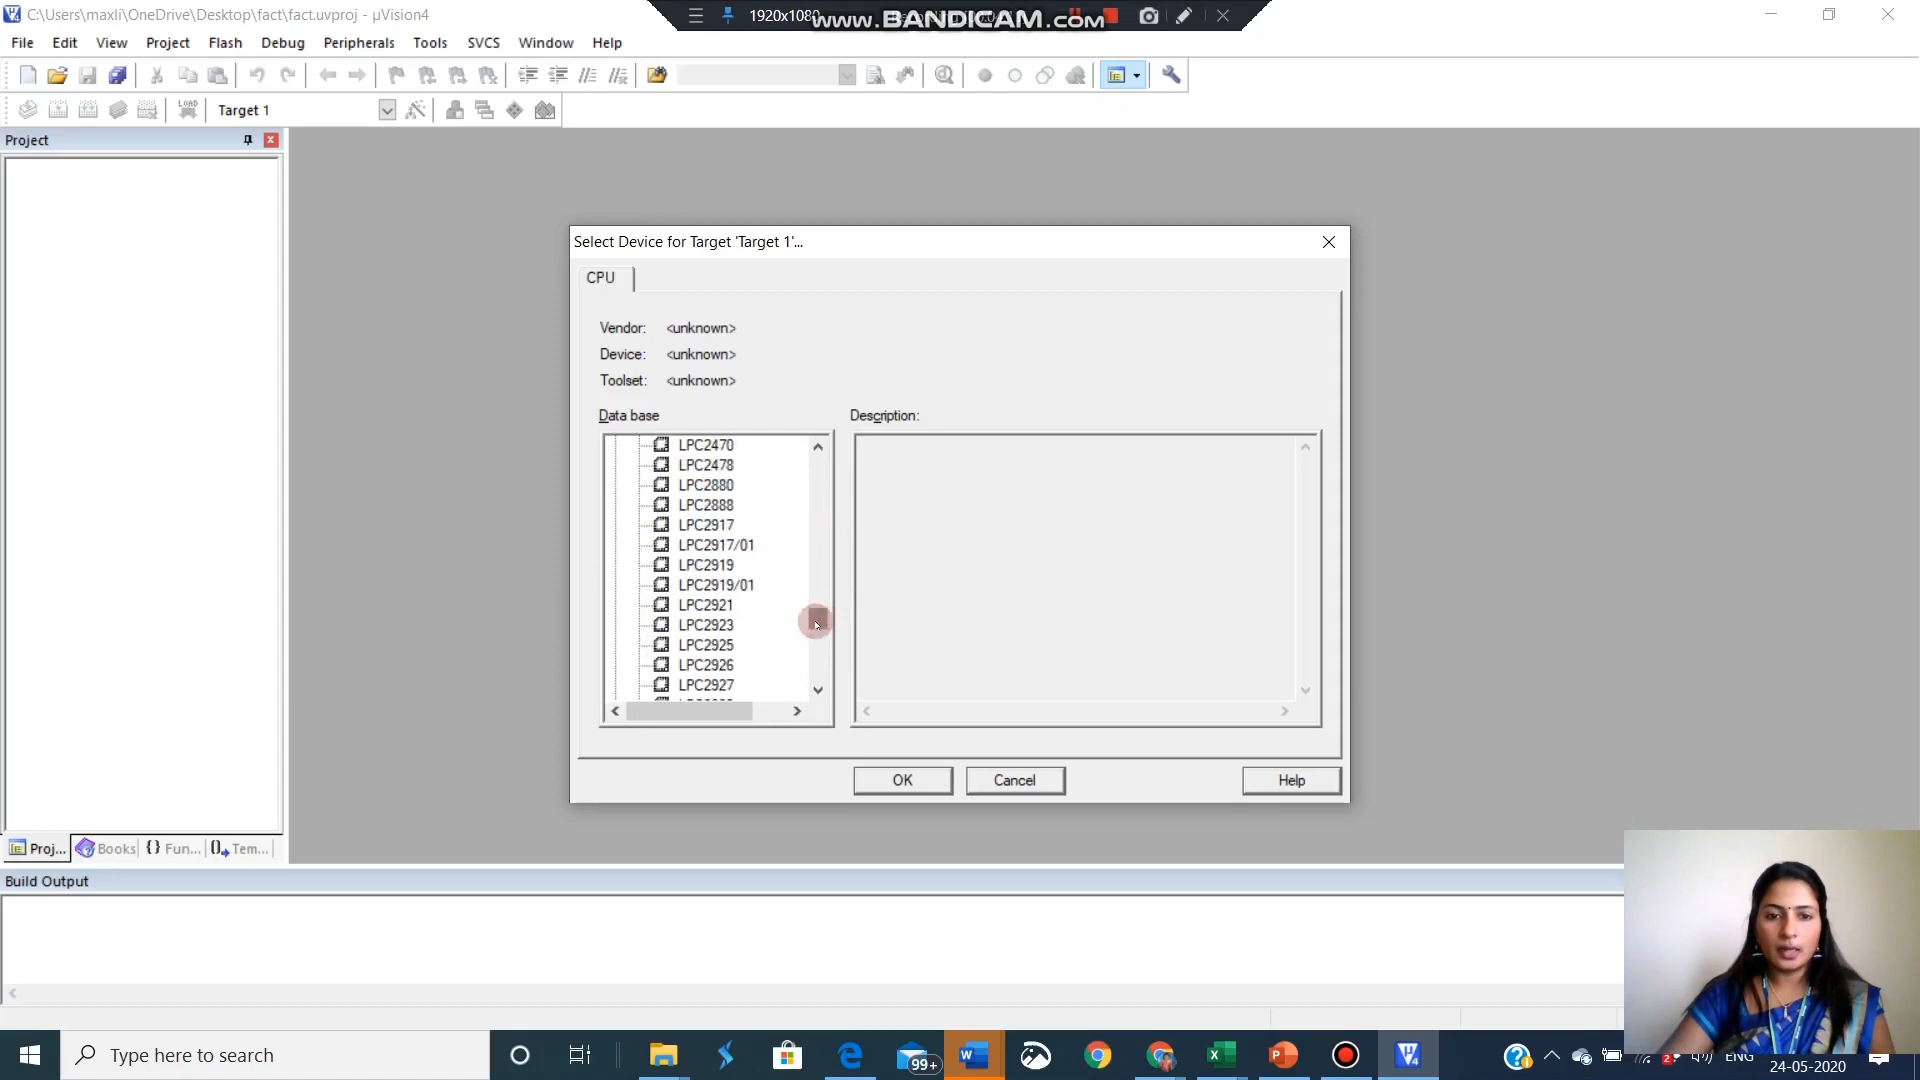 C:\Users\maxli\OneDrive\Desktop\fact\fact.uvproj - µVision4
1920x1080
www.BANDICAM.com
File Edit View Project Flash Debug Peripherals Tools SVCS Window Help
LOAD
Target 1
Project
Select Device for Target 'Target 1'...
CPU
Vendor: <unknown>
Device: <unknown>
Toolset: <unknown>
Data base
Description:
LPC2470
LPC2478
LPC2880
LPC2888
LPC2917
LPC2917/01
LPC2919
LPC2919/01
LPC2921
LPC2923
LPC2925
LPC2926
LPC2927
OK
Cancel
Help
Proj...
Books
{} Fun...
Tem...
Build Output
Type here to search
99+
ENG
24-05-2020